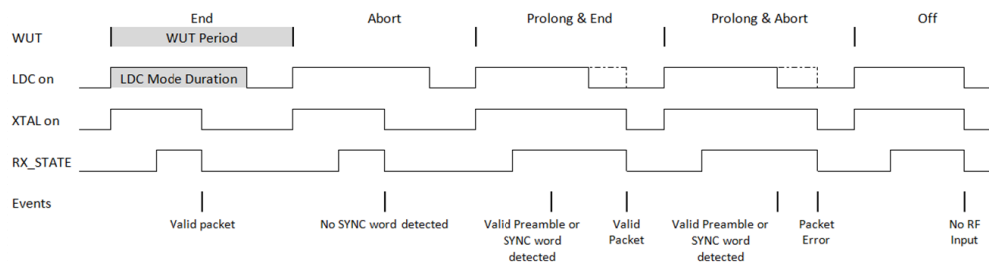 End Abort Prolong & End Prolong & Abort Off
WUT WUT Period
LDC on LDC Mode Duration
XTAL on
RX_STATE
Events
Valid packet No SYNC word detected Valid Preamble or Valid Valid Preamble or Packet No RF
SYNC word Packet SYNC word Error Input
detected detected